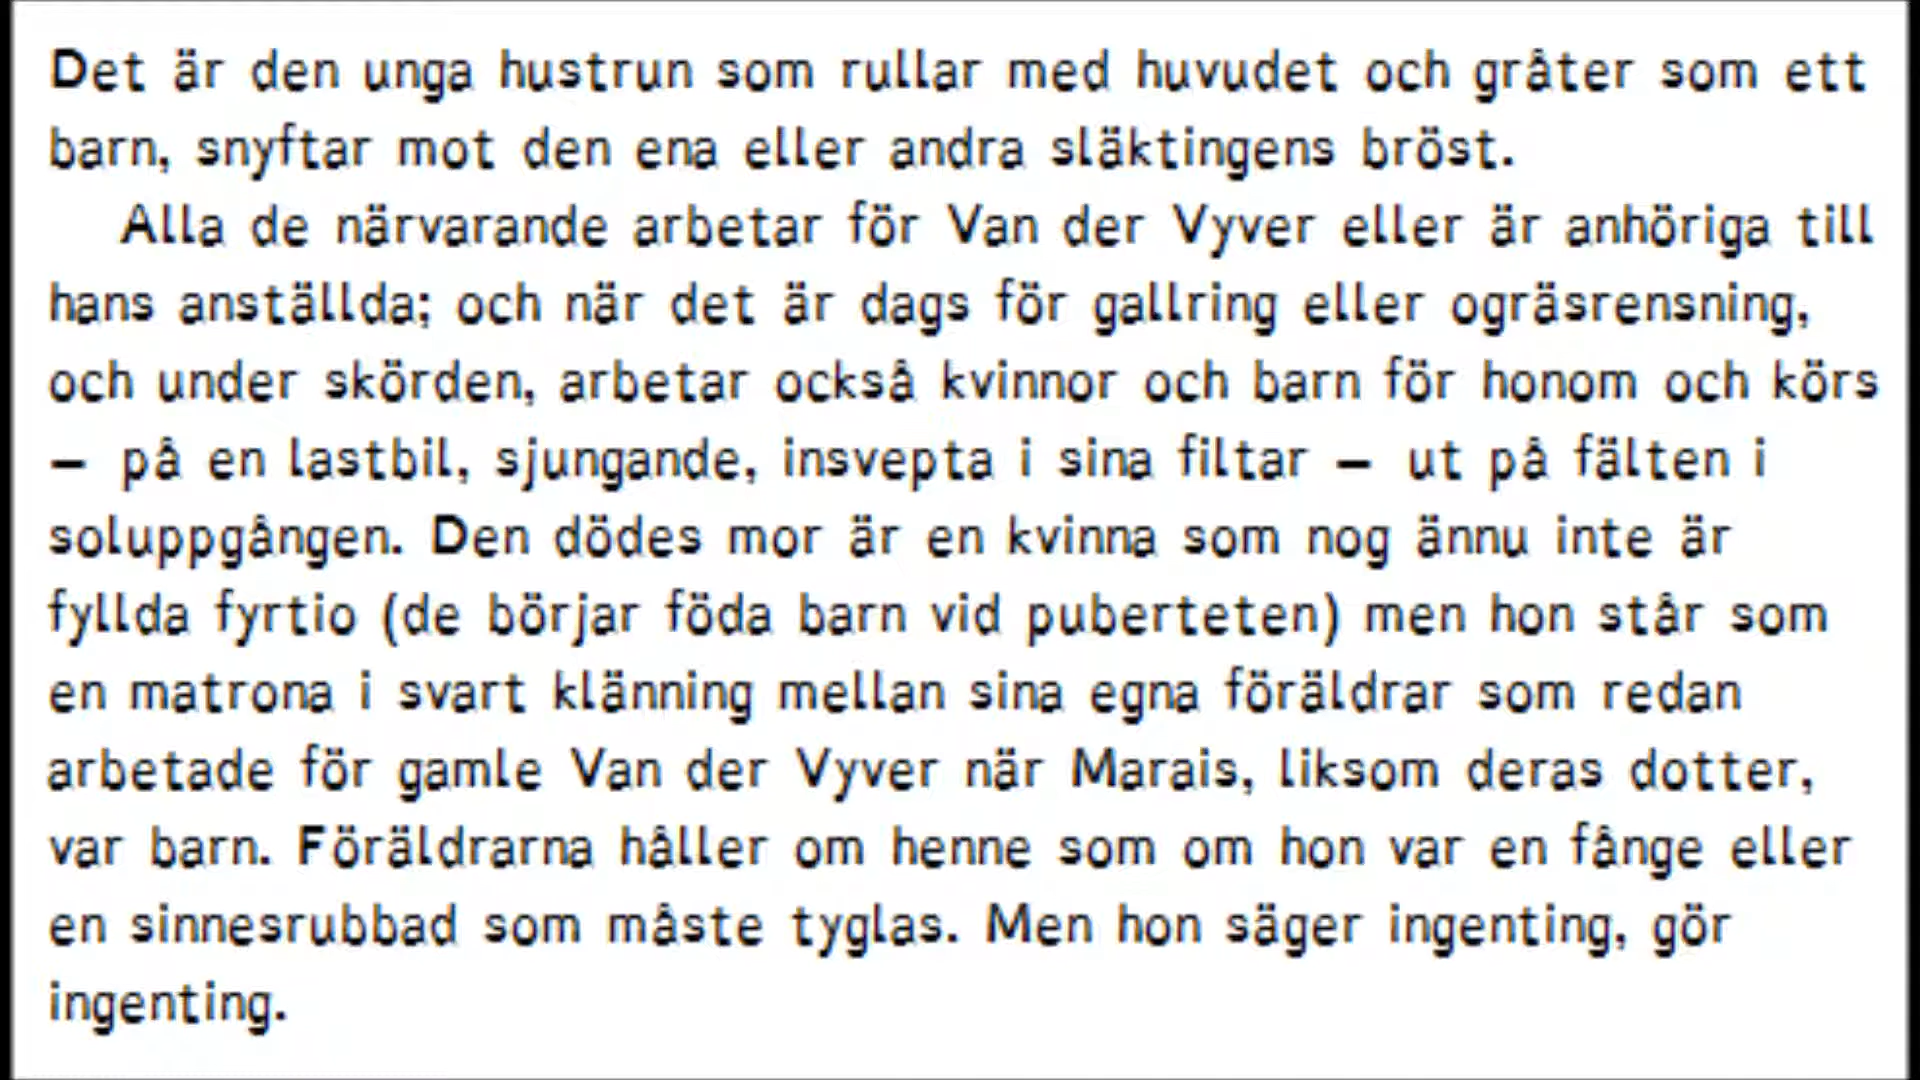 Det är den unga hustrun som rullar med huvudet och gråter som ett
barn, snyftar mot den ena eller andra släktingens bröst.
Alla de närvarande arbetar för Van der Vyver eller är anhöriga till
hans anställda; och när det är dags för gallring eller ogräsrensning,
och under skörden, arbetar också kvinnor och barn för honom och körs
– på en lastbil, sjungande, insvepta i sina filtar – ut på fälten i
soluppgången. Den dödes mor är en kvinna som nog ännu inte är
fyllda fyrtio (de börjar föda barn vid puberteten) men hon står som
en matrona i svart klänning mellan sina egna föräldrar som redan
arbetade för gamle Van der Vyver när Marais, liksom deras dotter,
var barn. Föräldrarna håller om henne som om hon var en fånge eller
en sinnesrubbad som måste tyglas. Men hon säger ingenting, gör
ingenting.